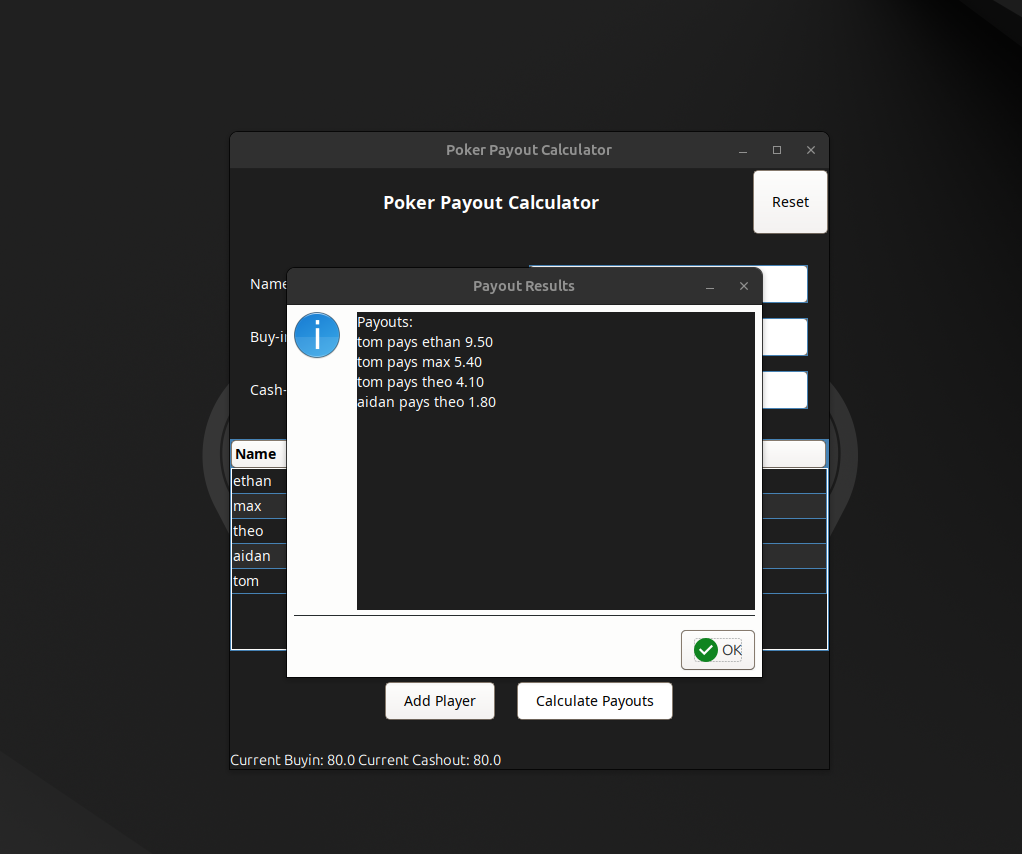 Poker Payout Calculator
Poker Payout Calculator
Reset
Name
Payout Results
Buy-in
Cash-
Payouts:
tom pays ethan 9.50
tom pays max 5.40
tom pays theo 4.10
aidan pays theo 1.80
Name
ethan
max
theo
aidan
tom
OK
Add Player
Calculate Payouts
Current Buyin: 80.0 Current Cashout: 80.0